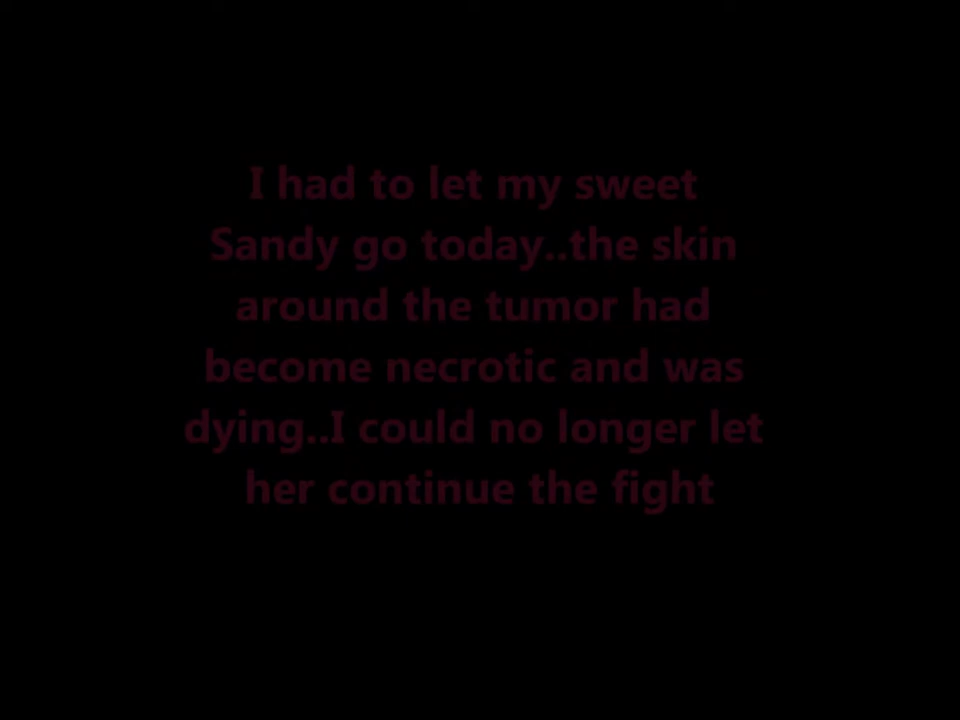 I had to let my sweet
Sandy go today..the skin
around the tumor had
become necrotic and was
dying..I could no longer let
her continue the fight